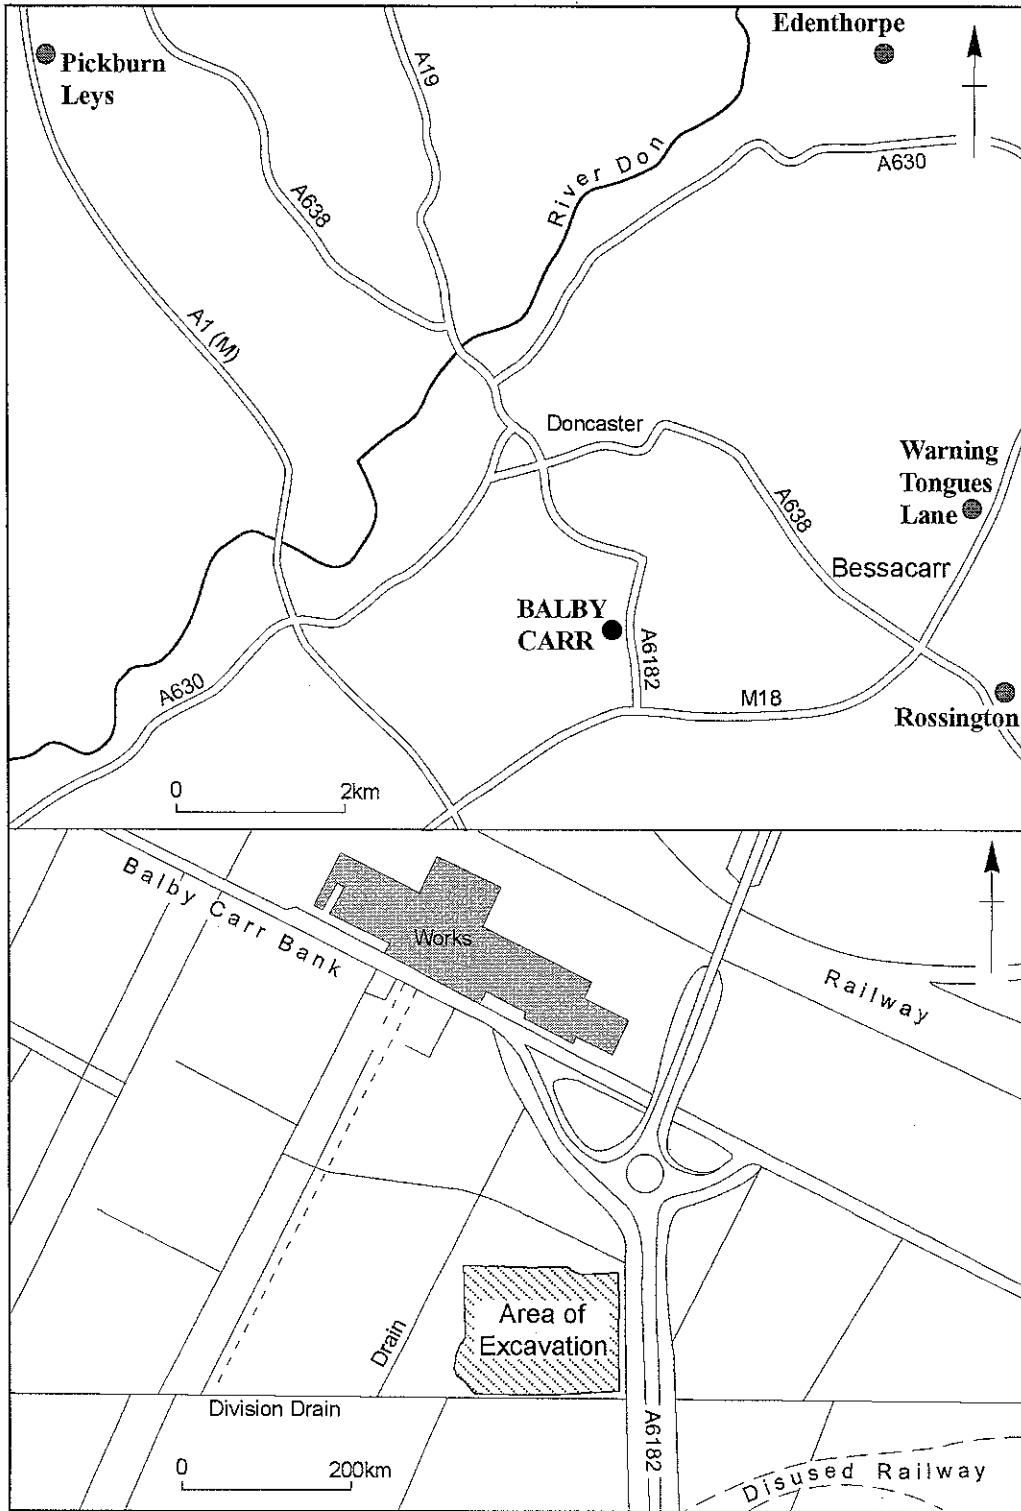 Edenthorpe
Pickburn
Leys
A19
River Don
A630
A638
A1 (M)
Doncaster
Warning
Tongues
Lane
A638
Bessacarr
BALBY
CARR
A6182
A630
M18
Rossington
0 2km
Balby Carr Bank
Works
Railway
Area of
Excavation
Drain
Division Drain
A6182
0 200km
Disused Railway